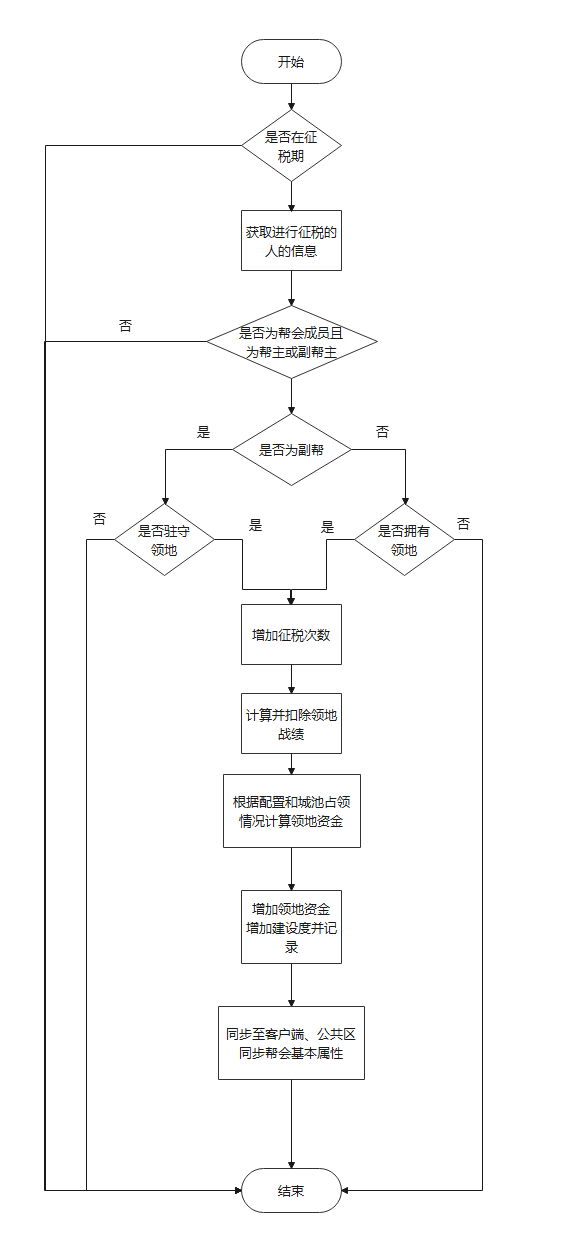 开始
是否在征
税期
获取进行征税的
人的信息
否
是否为帮会成员且
为帮主或副帮主
是
是否为副帮
否
否
是否驻守
领地
是
是
是否拥有
领地
否
增加征税次数
计算并扣除领地
战绩
根据配置和城池占领
情况计算领地资金
增加领地资金
增加建设度并记
录
同步至客户端、公共区
同步帮会基本属性
结束